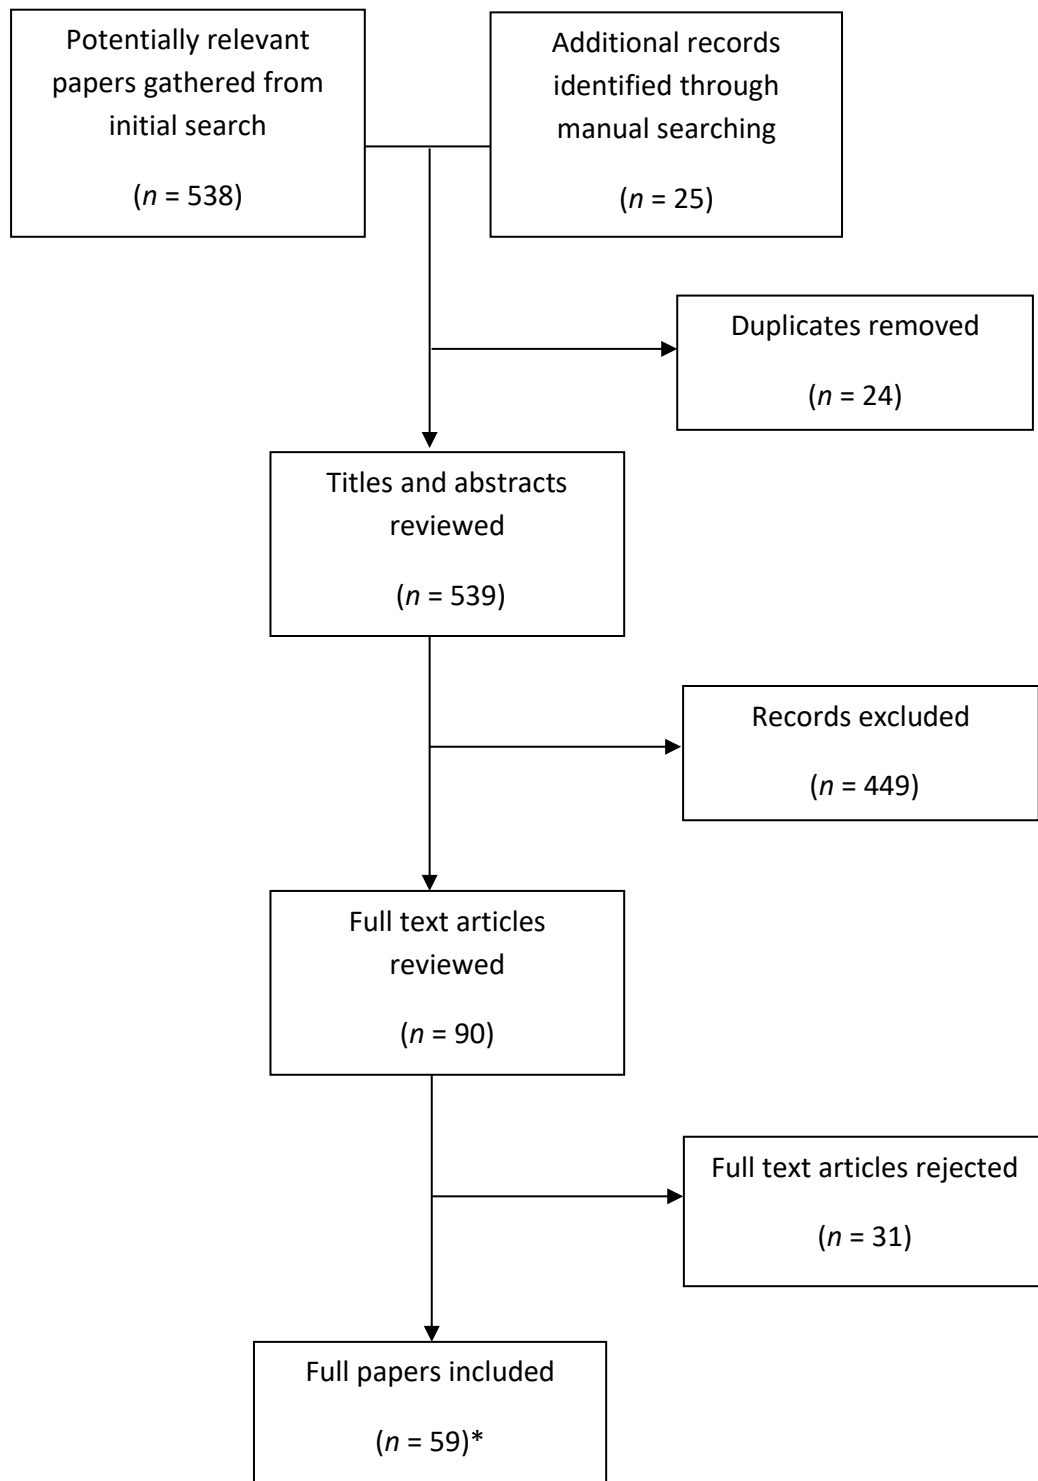 Potentially relevant
papers gathered from
initial search
(n = 538)
Additional records
identified through
manual searching
(n = 25)
Duplicates removed
(n = 24)
Titles and abstracts
reviewed
(n = 539)
Records excluded
(n = 449)
Full text articles
reviewed
(n = 90)
Full text articles rejected
(n = 31)
Full papers included
(n = 59)*